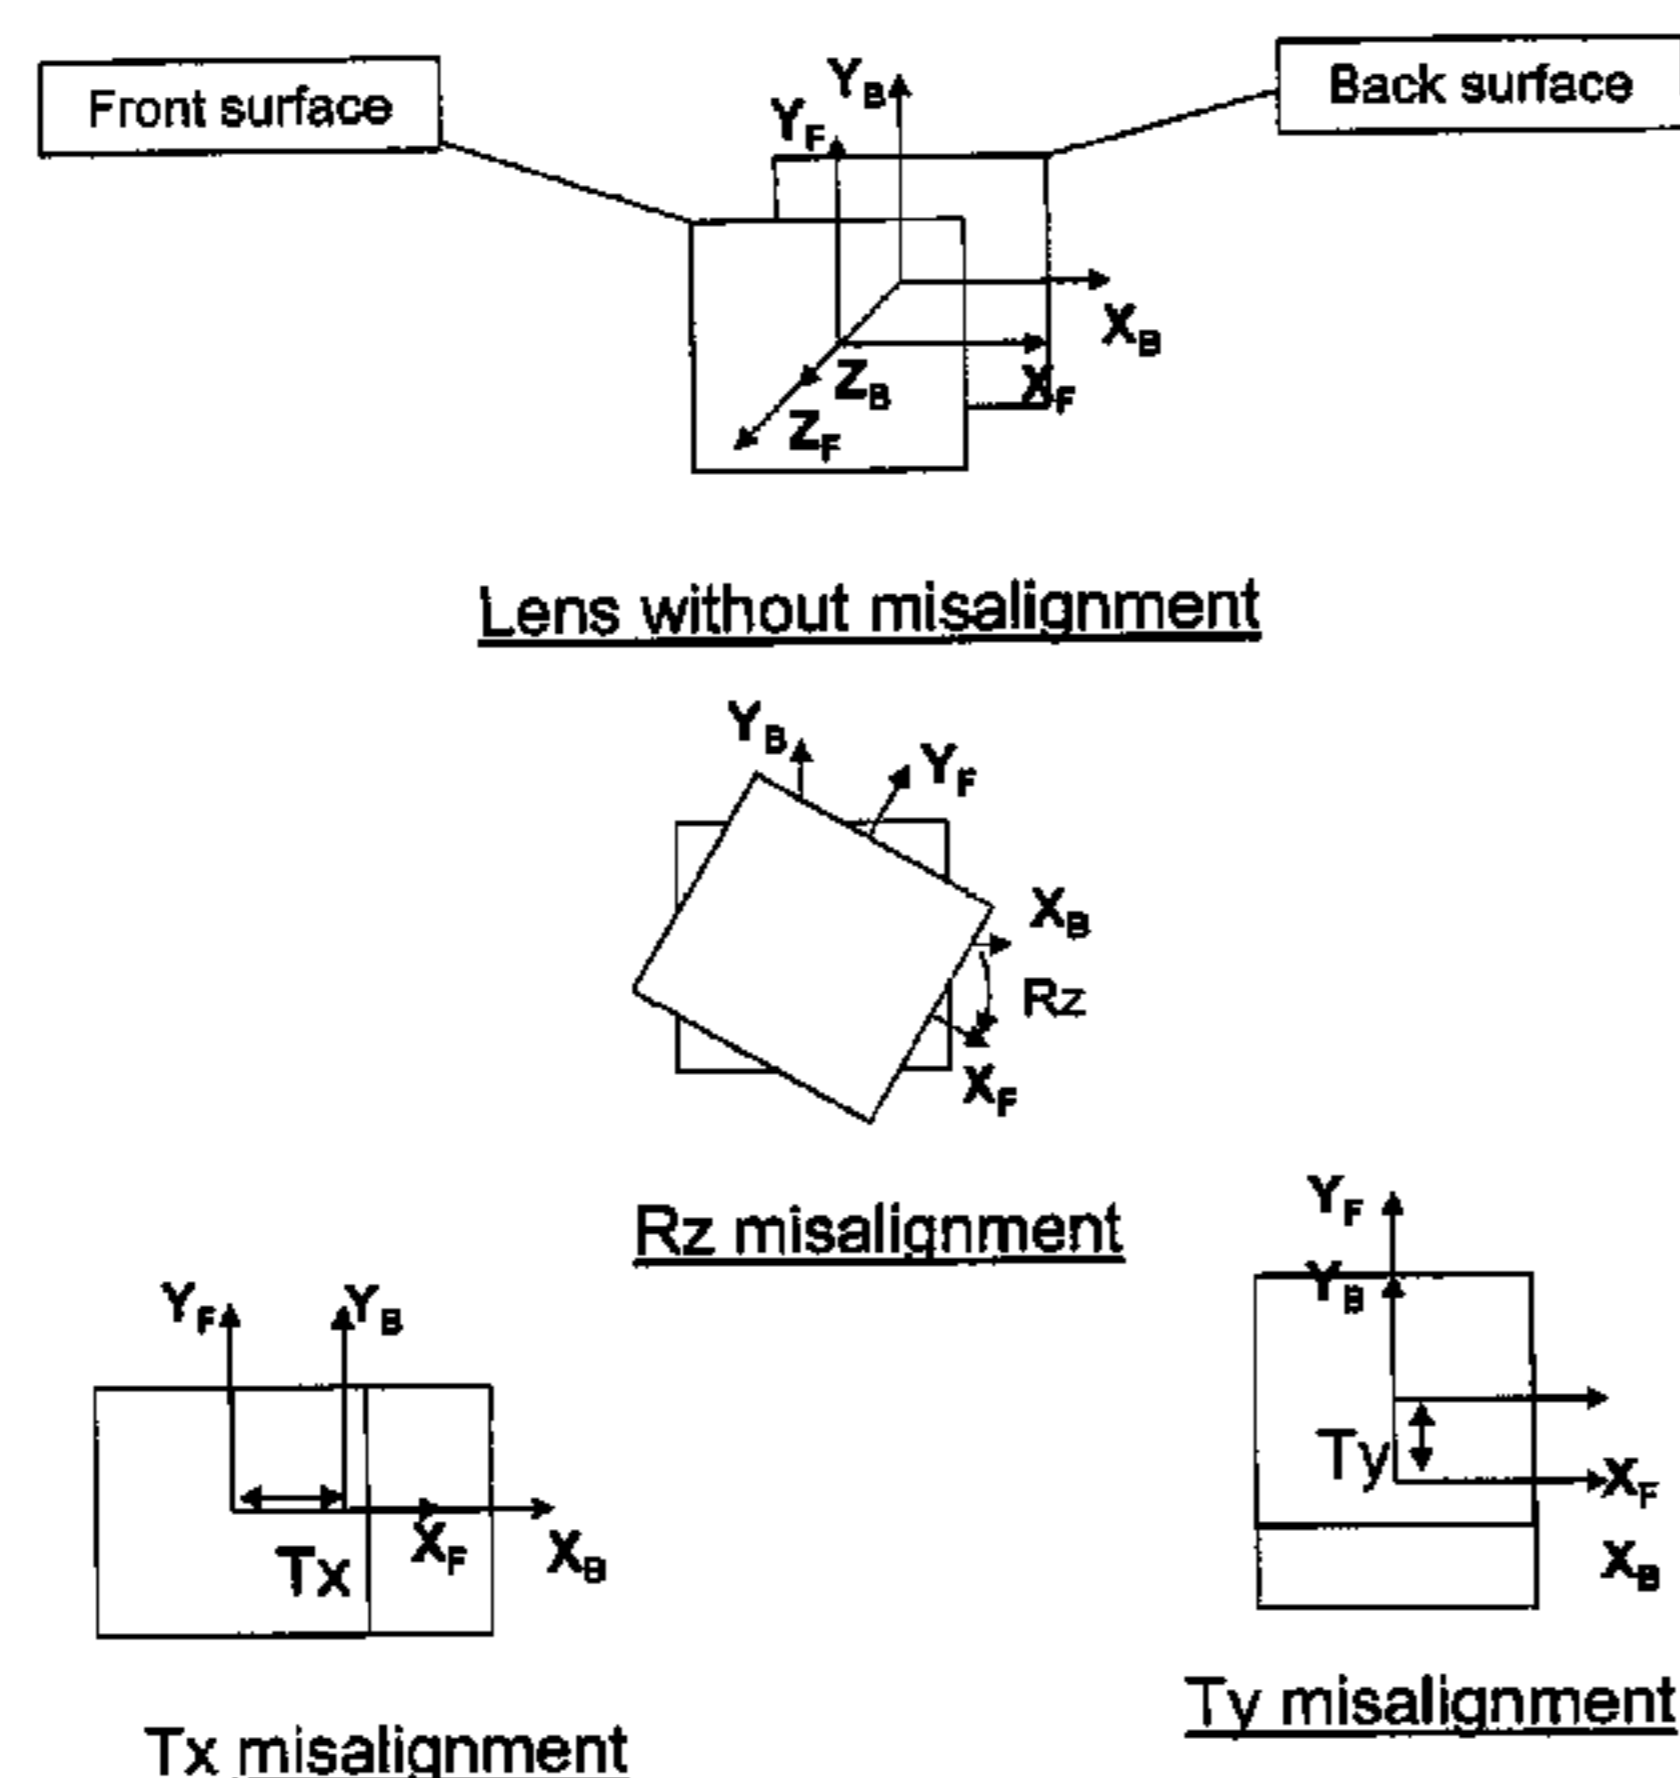 Front surface
Back surface
YB
YF
XB
ZB
XF
ZF
Lens without misalignment
YB
YF
XB
Rz
XF
Rz misalignment
YF
YB
Tx
XF
XB
Tx misalignment
YF
YB
Ty
XF
XB
Ty misalignment